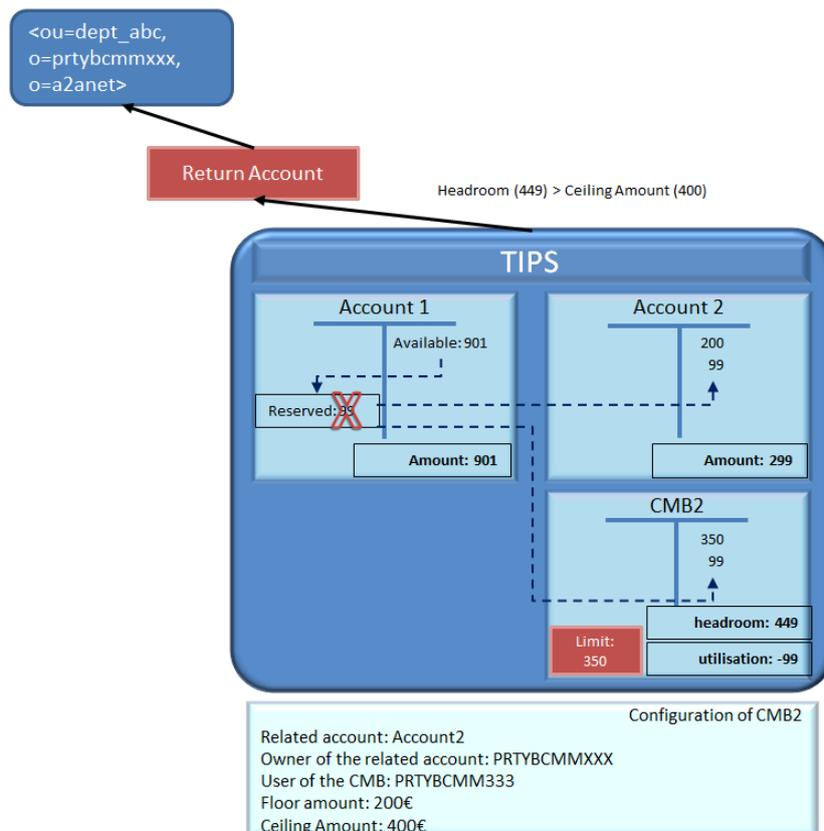 <ou=dept_abc,
o=prtybcmmxxx,
o=a2anet>
Return Account
Headroom (449) > Ceiling Amount (400)
TIPS
Account 1
Available: 901
Reserved: 99
Amount: 901
Account 2
200
99
Amount: 299
CMB2
350
99
headroom: 449
utilisation: -99
Limit:
350
Configuration of CMB2
Related account: Account2
Owner of the related account: PRTYBCMMXXX
User of the CMB: PRTYBCMM333
Floor amount: 200€
Ceiling Amount: 400€